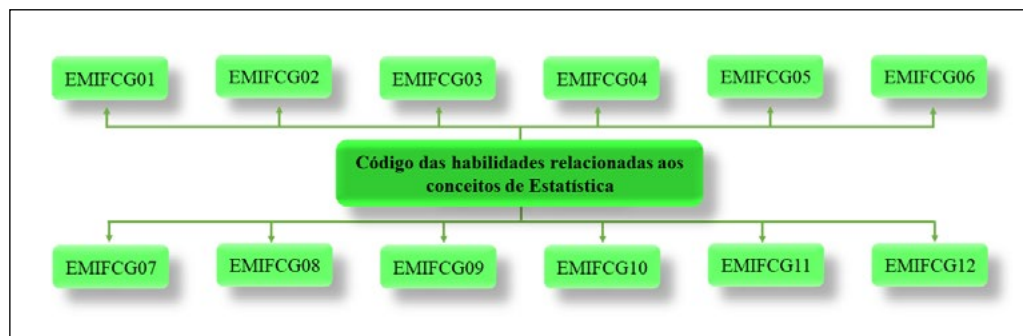 EMIFCG01
EMIFCG02
EMIFCG03
EMIFCG04
EMIFCG05
EMIFCG06
Código das habilidades relacionadas aos
conceitos de Estatística
EMIFCG07
EMIFCG08
EMIFCG09
EMIFCG10
EMIFCG11
EMIFCG12